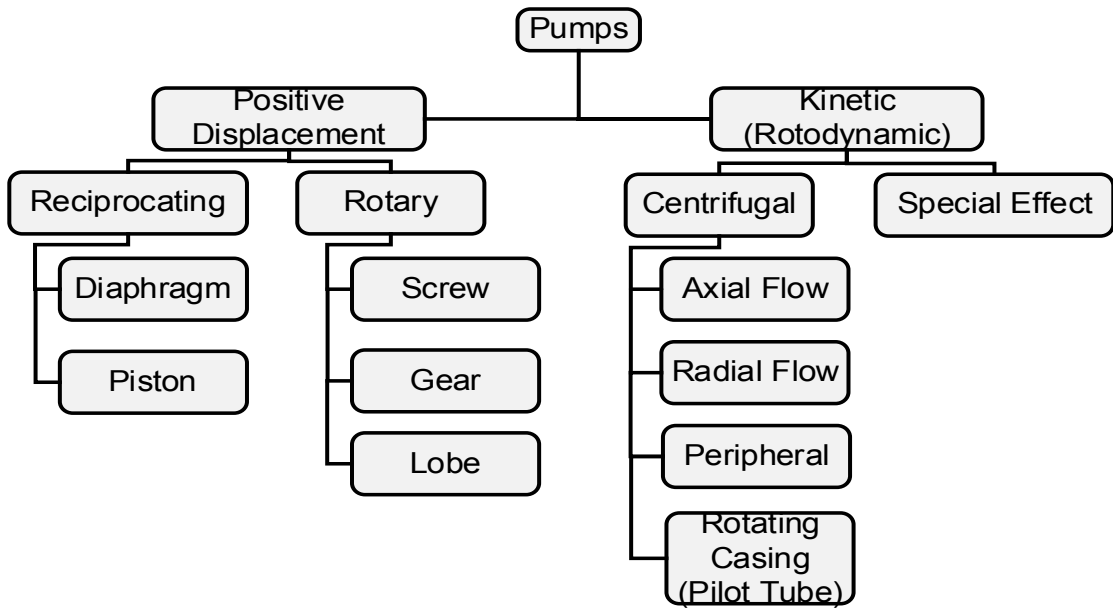 Pumps
Positive
Displacement
Kinetic
(Rotodynamic)
Reciprocating
Rotary
Centrifugal
Special Effect
Diaphragm
Piston
Screw
Gear
Lobe
Axial Flow
Radial Flow
Peripheral
Rotating
Casing
(Pilot Tube)